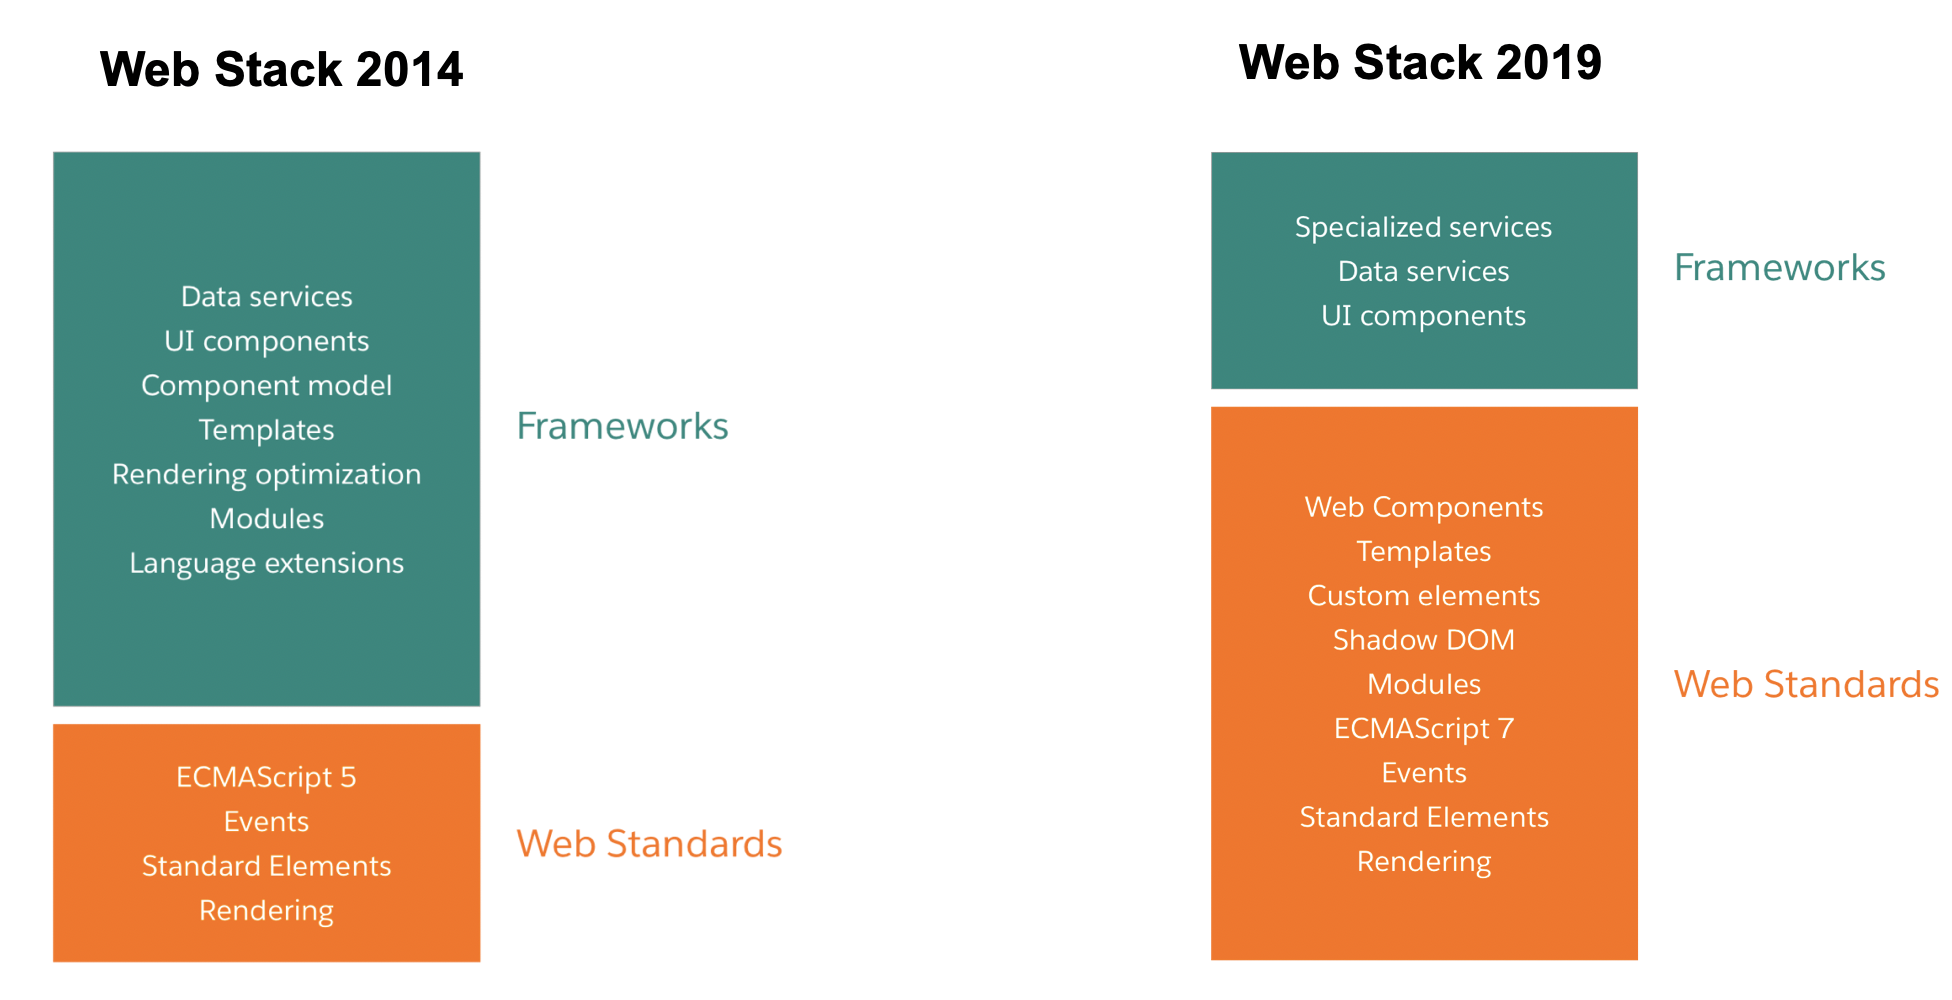 Web Stack 2014
Data services
UI components
Component model
Templates
Rendering optimization
Modules
Language extensions
Frameworks
ECMAScript 5
Events
Standard Elements
Rendering
Web Standards
Web Stack 2019
Specialized services
Data services
UI components
Frameworks
Web Components
Templates
Custom elements
Shadow DOM
Modules
ECMAScript 7
Events
Standard Elements
Rendering
Web Standards